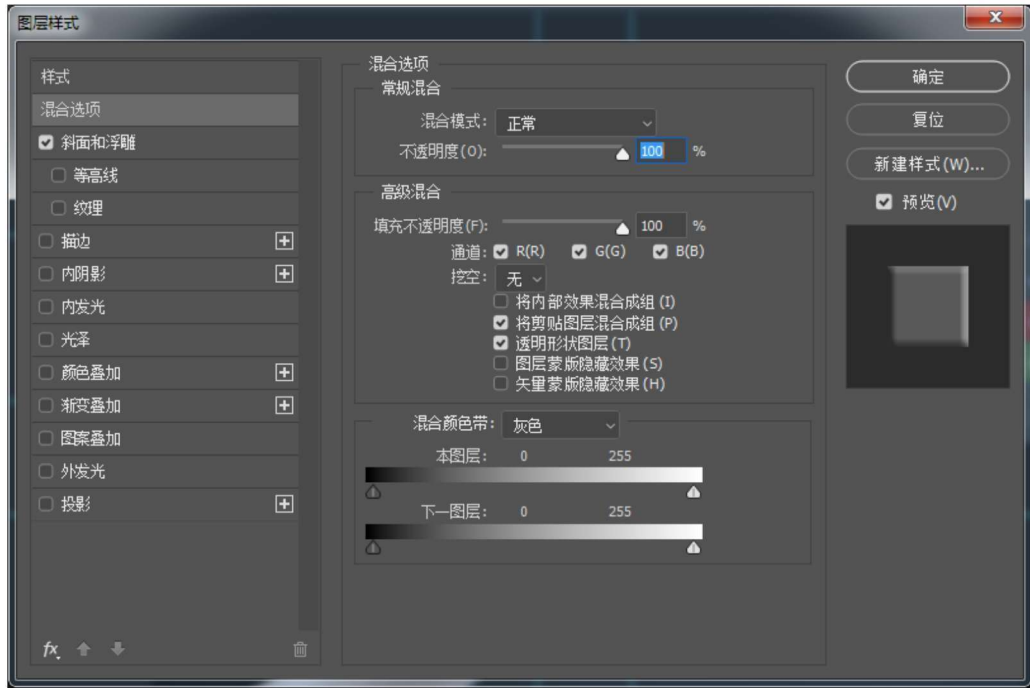 图层样式
样式
混合选项
斜面和浮雕
等高线
纹理
描边
内阴影
内发光
光泽
颜色叠加
渐变叠加
图案叠加
外发光
投影
fx
混合选项
常规混合
混合模式: 正常
不透明度(O): 100 %
高级混合
填充不透明度(F): 100 %
通道: R(R) G(G) B(B)
挖空: 无
将内部效果混合成组(I)
将剪贴图层混合成组(P)
透明形状图层(T)
图层蒙版隐藏效果(S)
矢量蒙版隐藏效果(H)
混合颜色带: 灰色
本图层: 0 255
下一图层: 0 255
确定
复位
新建样式(W)...
预览(V)